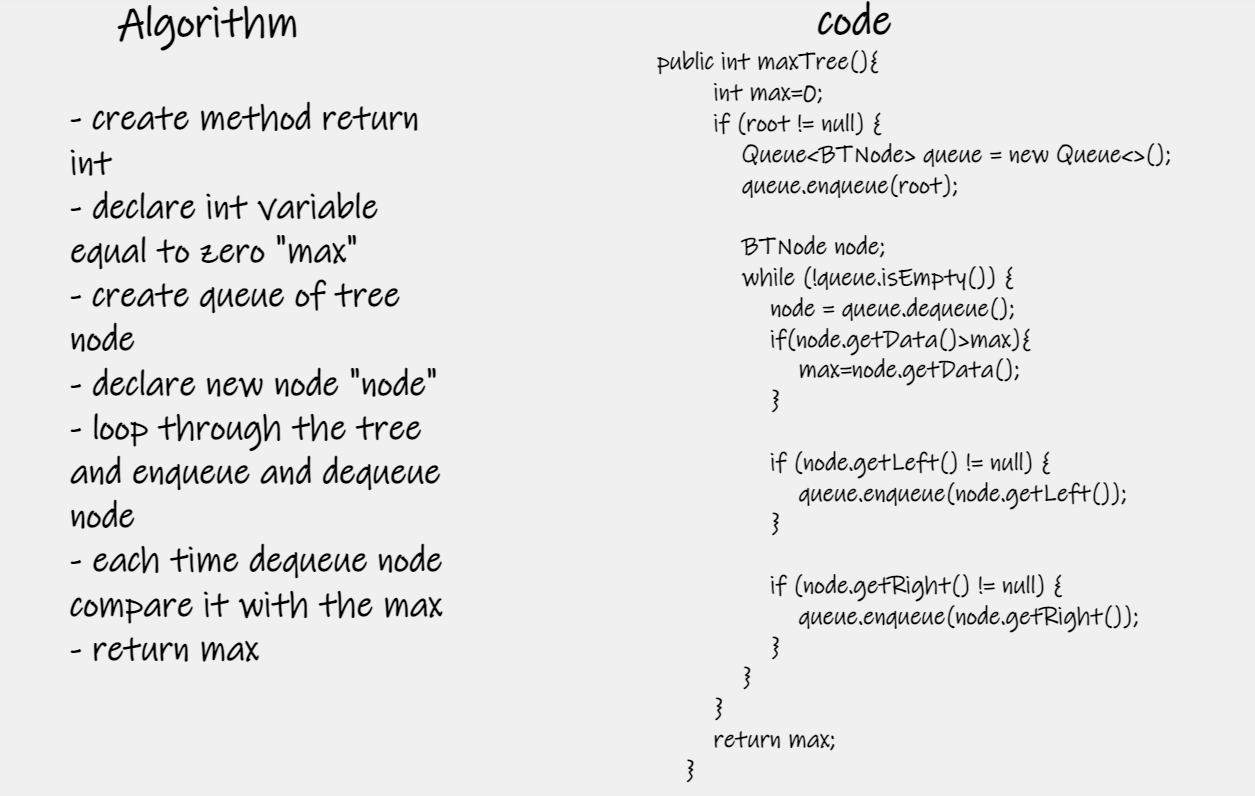 Algorithm
- create method return
int
- declare int variable
equal to zero "max"
- create queue of tree
node
- declare new node "node"
- loop through the tree
and enqueue and dequeue
node
- each time dequeue node
compare it with the max
- return max
code
public int maxTree(){
int max=0;
if (root != null) {
Queue<BTNode> queue = new Queue<>();
queue.enqueue(root);
BTNode node;
while (!queue.isEmpty()) {
node = queue.dequeue();
if(node.getData()>max){
max=node.getData();
}
if (node.getLeft() != null) {
queue.enqueue(node.getLeft());
}
if (node.getRight() != null) {
queue.enqueue(node.getRight());
}
}
}
return max;
}